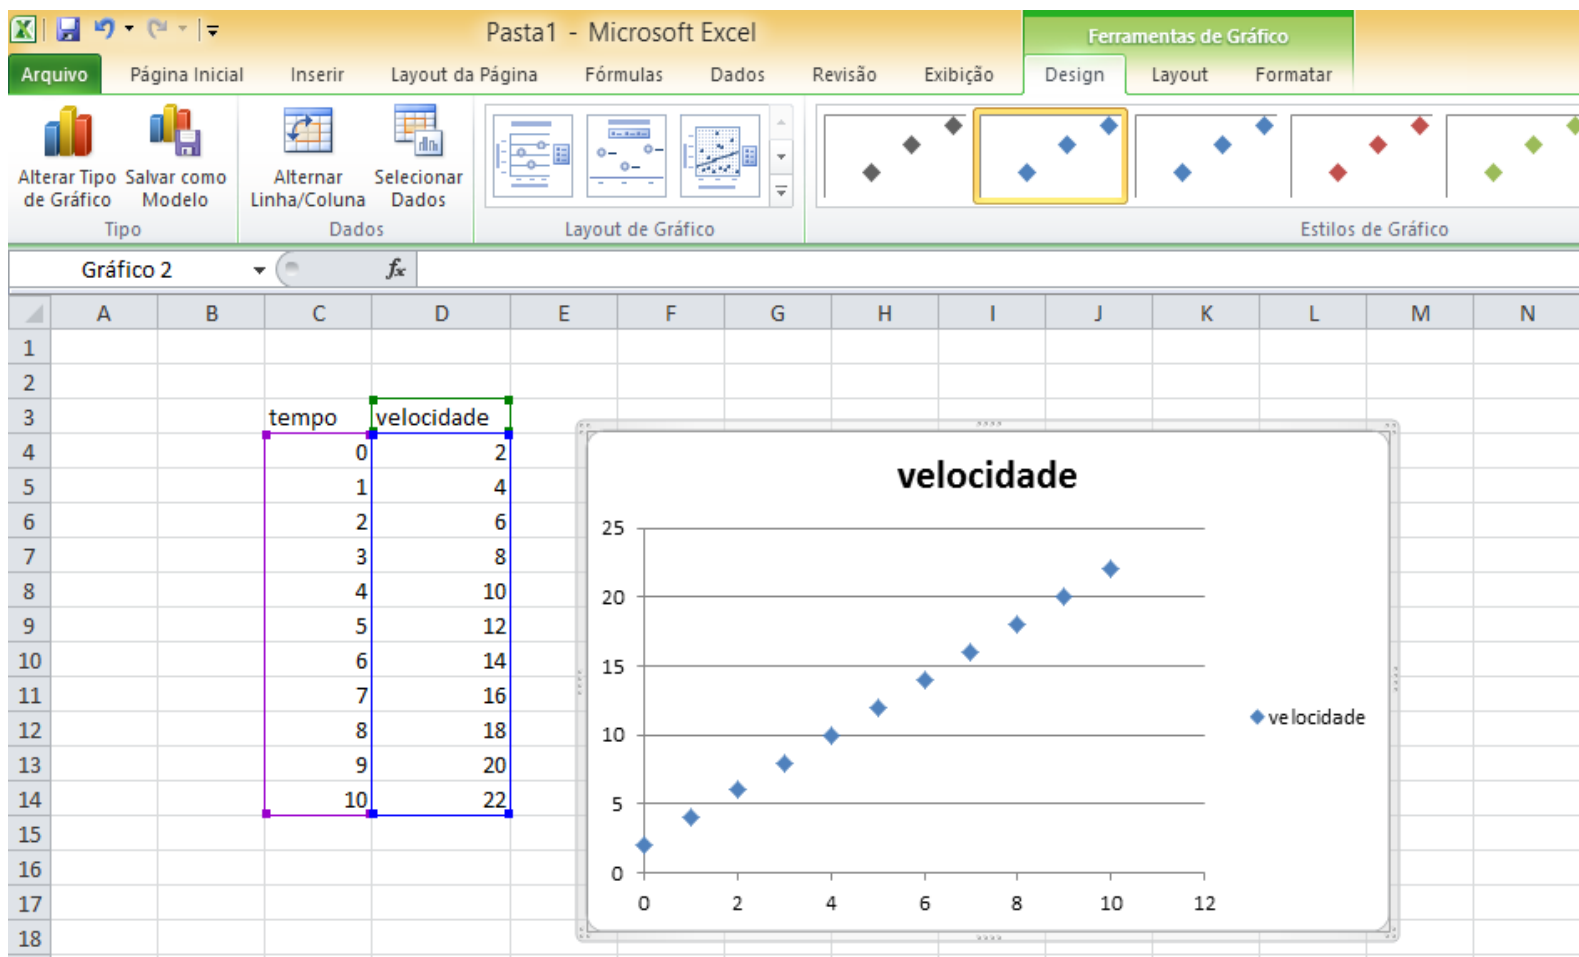 Pasta1 - Microsoft Excel
Ferramentas de Gráfico
Arquivo Página Inicial Inserir Layout da Página Fórmulas Dados Revisão Exibição Design Layout Formatar
Alterar Tipo de Gráfico
Salvar como Modelo
Alternar Linha/Coluna
Selecionar Dados
Tipo Dados Layout de Gráfico Estilos de Gráfico
Gráfico 2 fx
A B C D E F G H I J K L M N
1
2
3 tempo velocidade
4 0 2
5 1 4
6 2 6
7 3 8
8 4 10
9 5 12
10 6 14
11 7 16
12 8 18
13 9 20
14 10 22
15
16
17
18
velocidade
25
20
15
10
5
0
0 2 4 6 8 10 12
velocidade